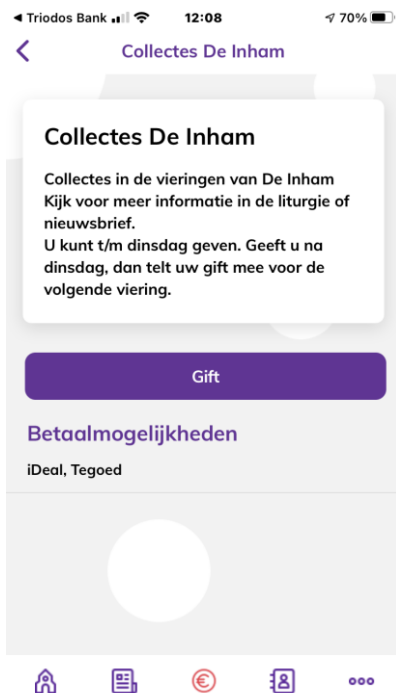 ◀ Triodos Bank 12:08 70%
Collectes De Inham
Collectes De Inham
Collectes in de vieringen van De Inham
Kijk voor meer informatie in de liturgie of
nieuwsbrief.
U kunt t/m dinsdag geven. Geeft u na
dinsdag, dan telt uw gift mee voor de
volgende viering.
Gift
Betaalmogelijkheden
iDeal, Tegoed